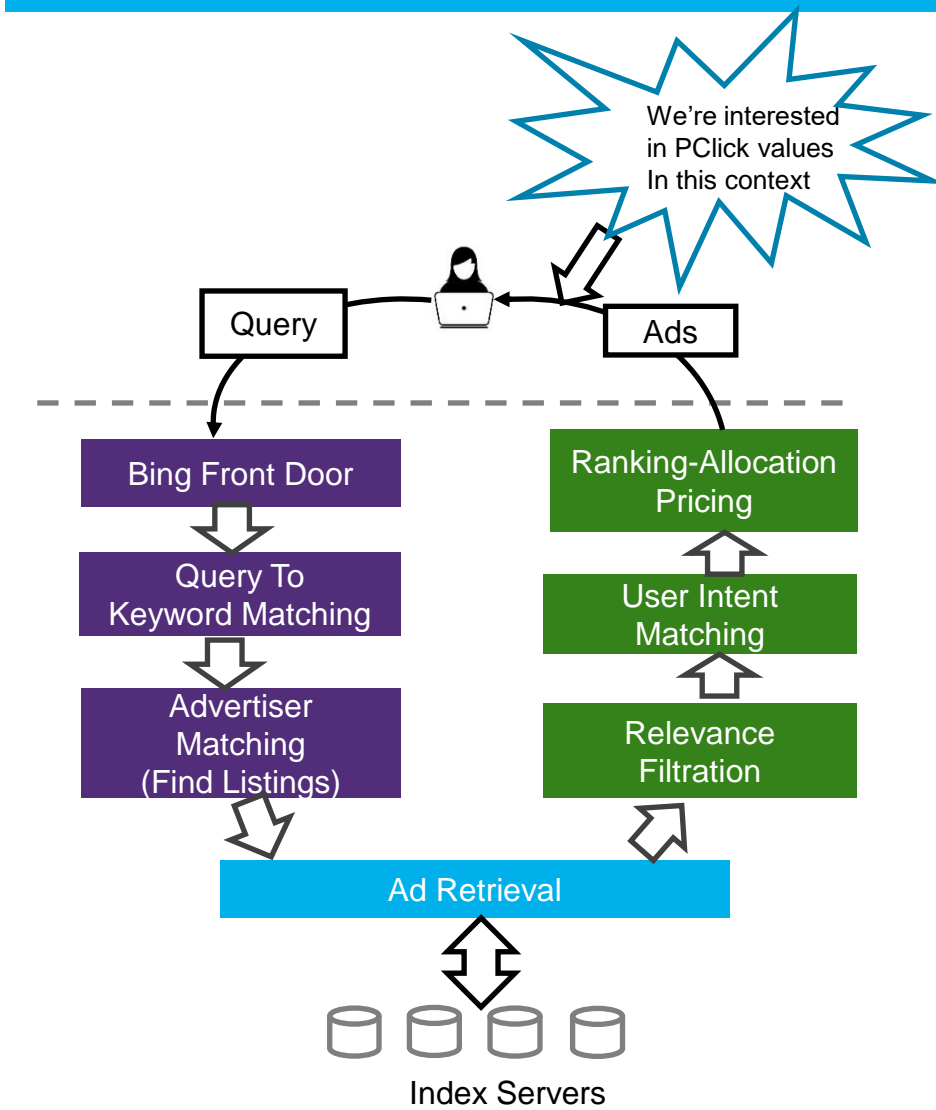 We're interested
in PClick values
In this context
Query
Ads
Bing Front Door
Query To
Keyword Matching
Advertiser
Matching
(Find Listings)
Ranking-Allocation
Pricing
User Intent
Matching
Relevance
Filtration
Ad Retrieval
Index Servers